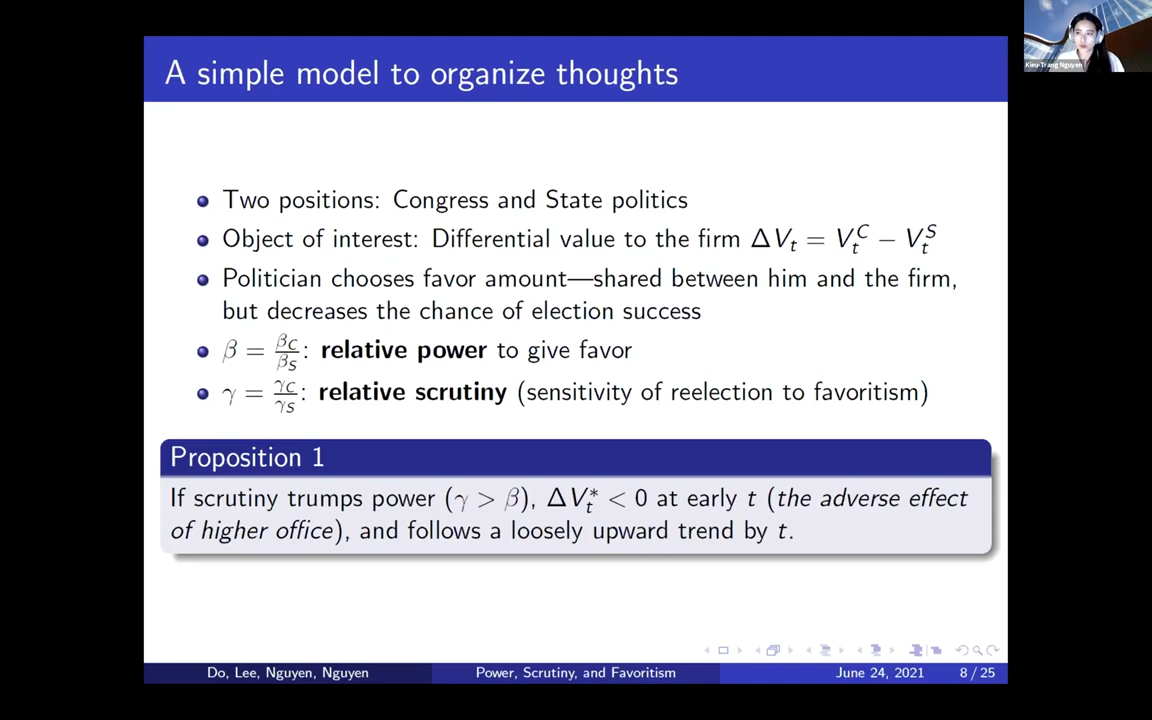 A simple model to organize thoughts
Kieu-Trang Nguyen
Two positions: Congress and State politics
Object of interest: Differential value to the firm ΔV_t = V_t^C − V_t^S
Politician chooses favor amount—shared between him and the firm,
but decreases the chance of election success
β = β_C/β_S: relative power to give favor
γ = γ_C/γ_S: relative scrutiny (sensitivity of reelection to favoritism)
Proposition 1
If scrutiny trumps power (γ > β), ΔV_t^* < 0 at early t (the adverse effect
of higher office), and follows a loosely upward trend by t.
Do, Lee, Nguyen, Nguyen Power, Scrutiny, and Favoritism June 24, 2021 8 / 25